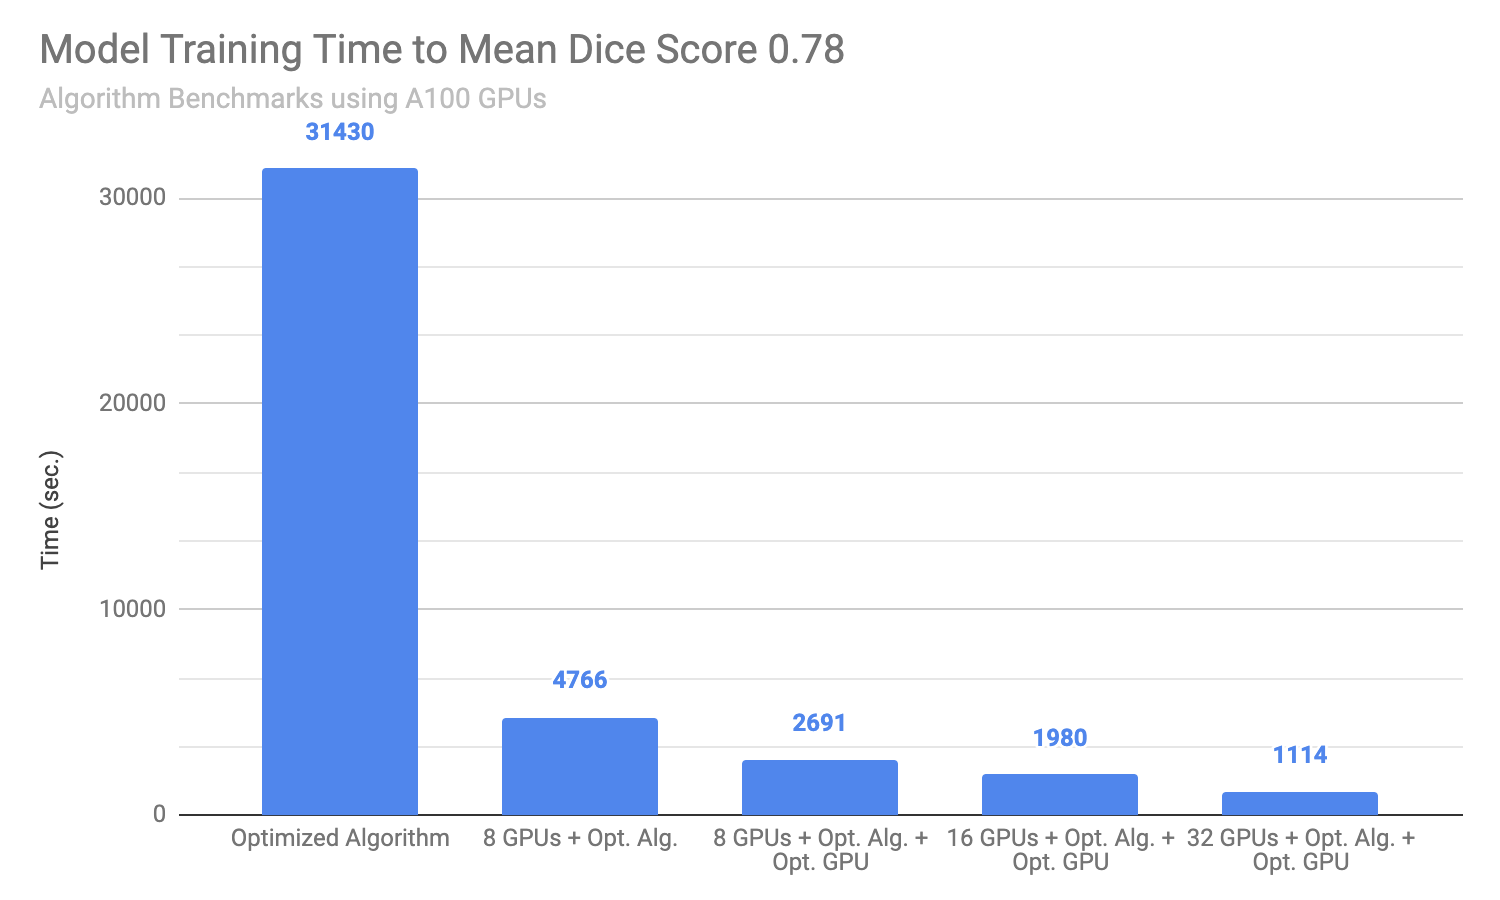 Model Training Time to Mean Dice Score 0.78
Algorithm Benchmarks using A100 GPUs
31430
30000
20000
Time (sec.)
10000
4766
2691
1980
1114
0
Optimized Algorithm
8 GPUs + Opt. Alg.
8 GPUs + Opt. Alg. +
Opt. GPU
16 GPUs + Opt. Alg. +
Opt. GPU
32 GPUs + Opt. Alg. +
Opt. GPU